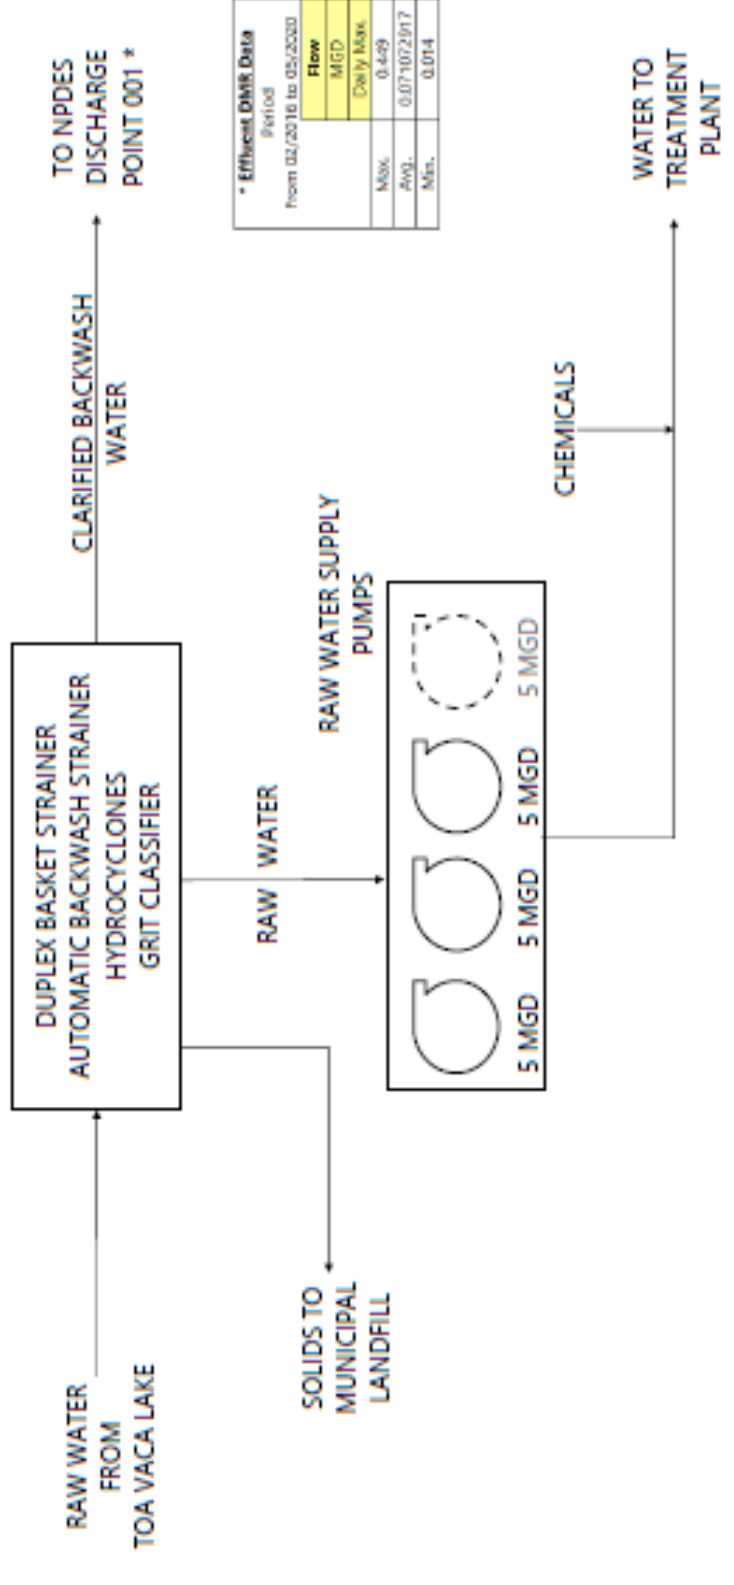 RAW WATER
FROM
TOA VACA LAKE
DUPLEX BASKET STRAINER
AUTOMATIC BACKWASH STRAINER
HYDROCYCLONES
GRIT CLASSIFIER
CLARIFIED BACKWASH
WATER
TO NPDES
DISCHARGE
POINT 001 *
SOLIDS TO
MUNICIPAL
LANDFILL
RAW WATER
RAW WATER SUPPLY
PUMPS
5 MGD
5 MGD
5 MGD
5 MGD
CHEMICALS
WATER TO
TREATMENT
PLANT
* Effluent DMR Data
Period
From 02/2016 to 05/2020
Flow
MGD
Daily Max.
Max. 0.449
Avg. 0.071072917
Min. 0.014